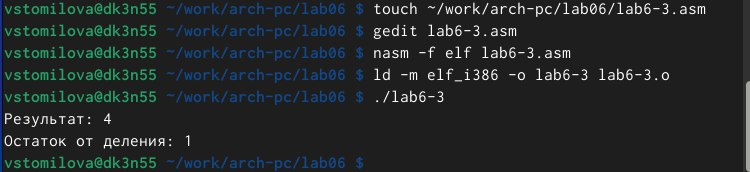 vstomilova@dk3n55 ~/work/arch-pc/lab06 $ touch ~/work/arch-pc/lab06/lab6-3.asm
vstomilova@dk3n55 ~/work/arch-pc/lab06 $ gedit lab6-3.asm
vstomilova@dk3n55 ~/work/arch-pc/lab06 $ nasm -f elf lab6-3.asm
vstomilova@dk3n55 ~/work/arch-pc/lab06 $ ld -m elf_i386 -o lab6-3 lab6-3.o
vstomilova@dk3n55 ~/work/arch-pc/lab06 $ ./lab6-3
Результат: 4
Остаток от деления: 1
vstomilova@dk3n55 ~/work/arch-pc/lab06 $